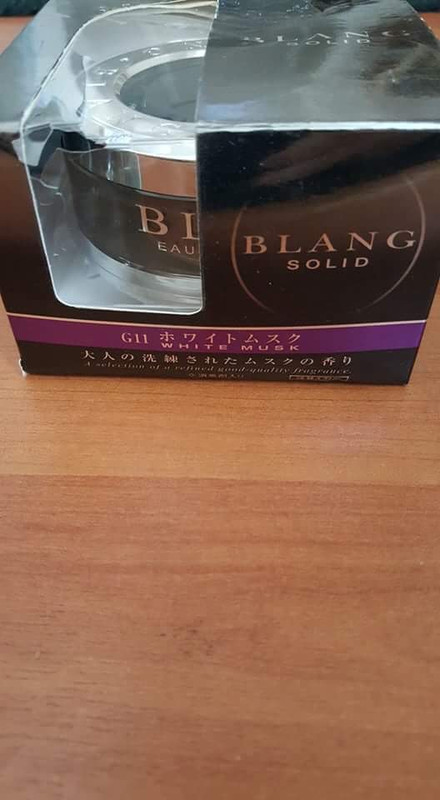 BLANG
SOLID
BL
EAU
BLANG
SOLID
G11 ホワイトムスク
WHITE MUSK
大人の洗練されたムスクの香り
A selection of a refined good-quality fragrance.